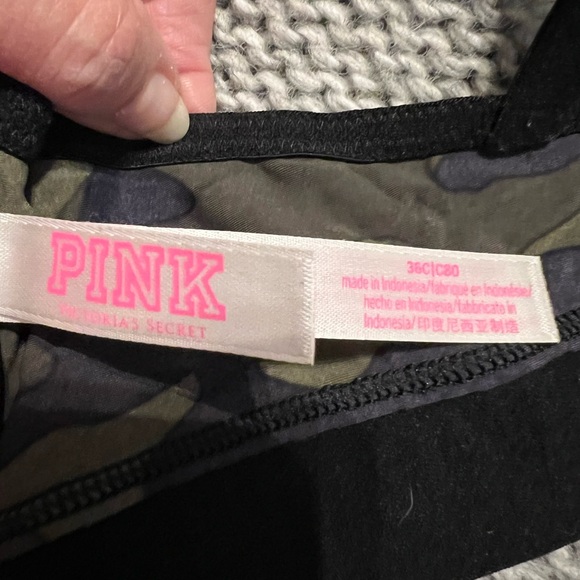 PINK
VICTORIA'S SECRET
36C|C80
made in Indonesia/fabriqué en Indonésie/
hecho en Indonesia/fabbricato in
Indonesia/印度尼西亚制造